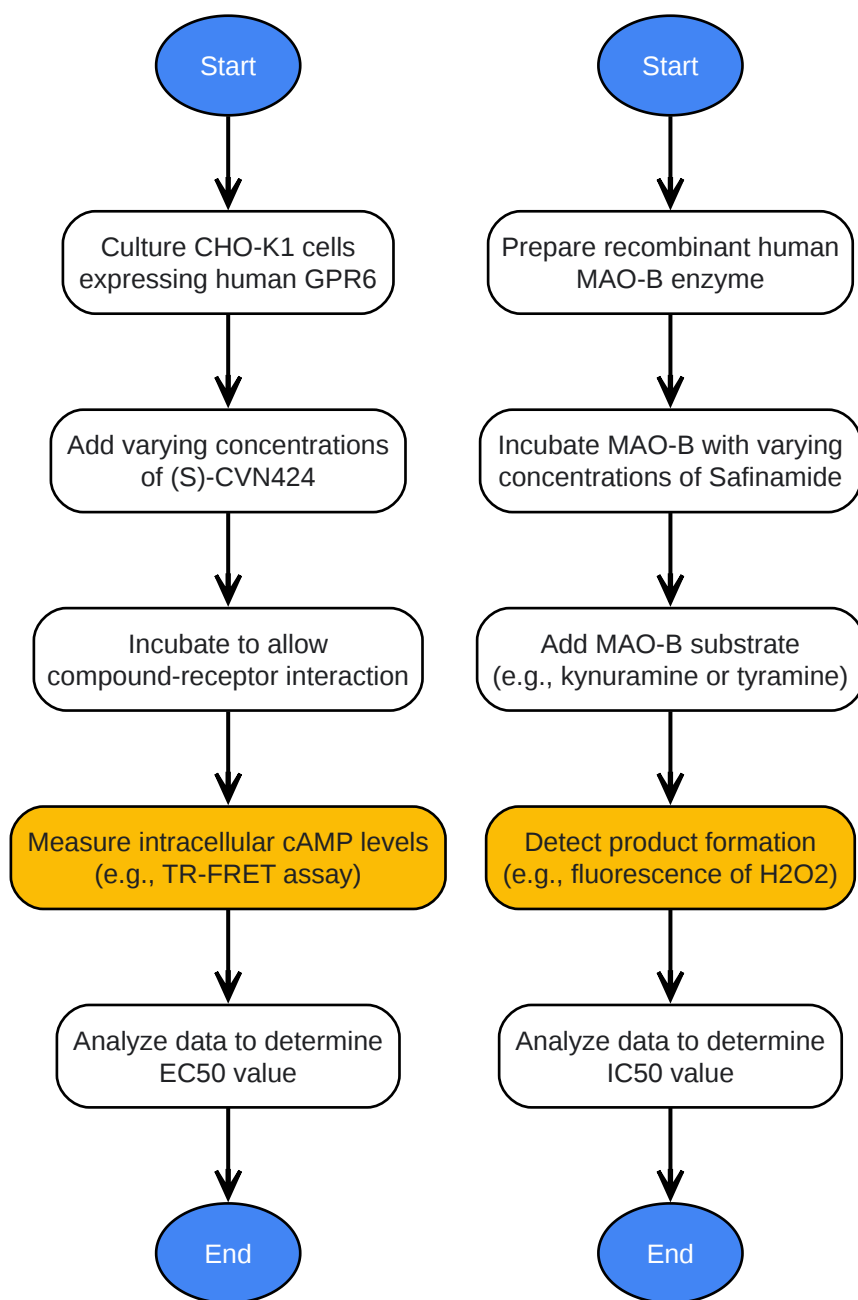 Start
Culture CHO-K1 cells
expressing human GPR6
Add varying concentrations
of (S)-CVN424
Incubate to allow
compound-receptor interaction
Measure intracellular cAMP levels
(e.g., TR-FRET assay)
Analyze data to determine
EC50 value
End
Start
Prepare recombinant human
MAO-B enzyme
Incubate MAO-B with varying
concentrations of Safinamide
Add MAO-B substrate
(e.g., kynuramine or tyramine)
Detect product formation
(e.g., fluorescence of H2O2)
Analyze data to determine
IC50 value
End